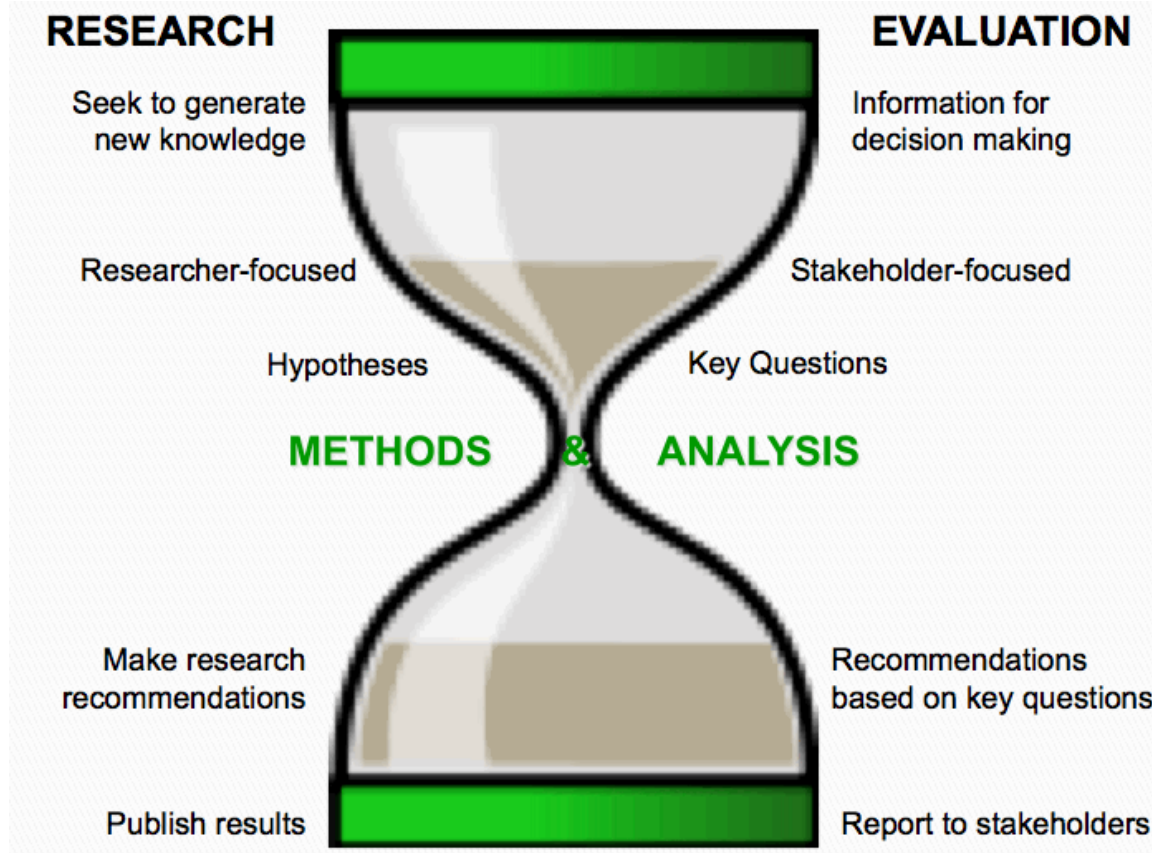 RESEARCH
EVALUATION
Seek to generate
new knowledge
Information for
decision making
Researcher-focused
Stakeholder-focused
Hypotheses
Key Questions
METHODS & ANALYSIS
Make research
recommendations
Recommendations
based on key questions
Publish results
Report to stakeholders